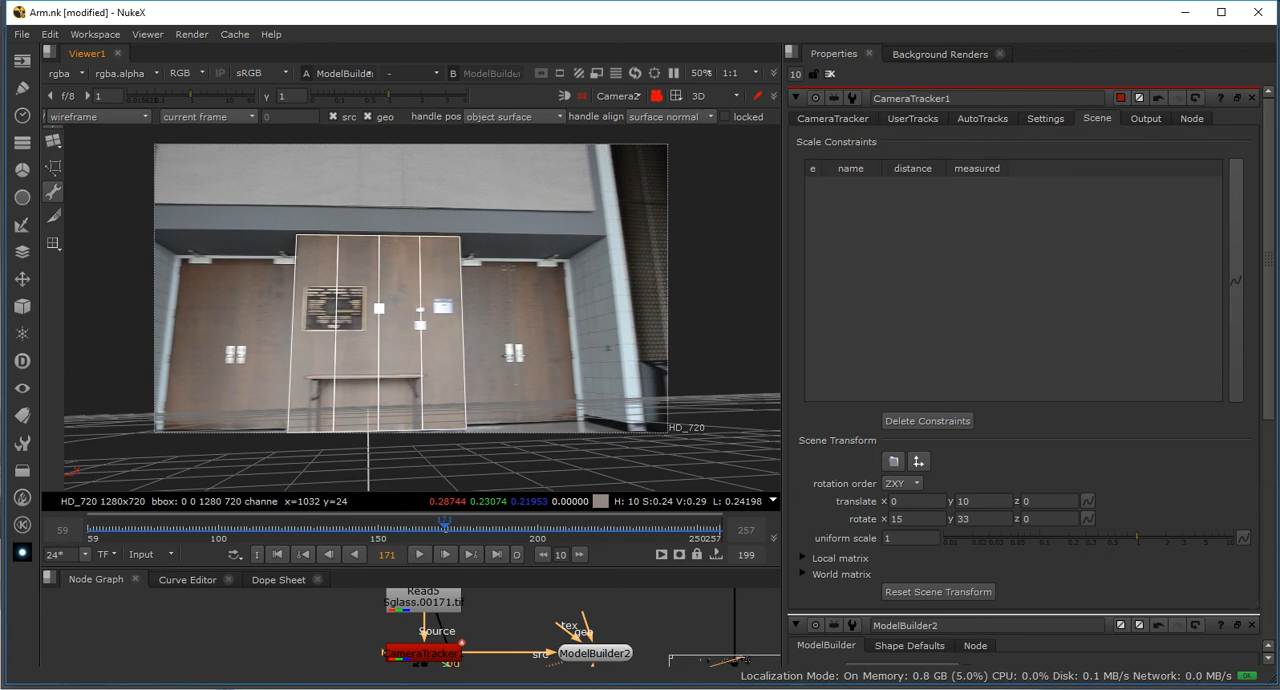 Arm.nk [modified] - NukeX
File Edit Workspace Viewer Render Cache Help
Viewer1
rgba rgba.alpha RGB IP sRGB A ModelBuilde - B ModelBuilde 50% 1:1
f/8 1 y 1 Camera2 3D
wireframe current frame 0 src geo handle pos object surface handle align surface normal locked
HD_720
HD_720 1280x720 bbox: 0 0 1280 720 channe x=1032 y=24 0.28744 0.23074 0.21953 0.00000 H: 10 S:0.24 V:0.29 L: 0.24198
59 59 100 150 171 200 250257 257
24* TF Input 171 10 199
Node Graph Curve Editor Dope Sheet
Read5
Sglass.00171.tif
Source
CameraTracker1
src
tex
geo
ModelBuilder2
Properties Background Renders
10
CameraTracker1
CameraTracker UserTracks AutoTracks Settings Scene Output Node
Scale Constraints
e name distance measured
Delete Constraints
Scene Transform
rotation order ZXY
translate x 0 y 10 z 0
rotate x 15 y 33 z 0
uniform scale 1
Local matrix
World matrix
Reset Scene Transform
ModelBuilder2
ModelBuilder Shape Defaults Node
Localization Mode: On Memory: 0.8 GB (5.0%) CPU: 0.0% Disk: 0.1 MB/s Network: 0.0 MB/s OK